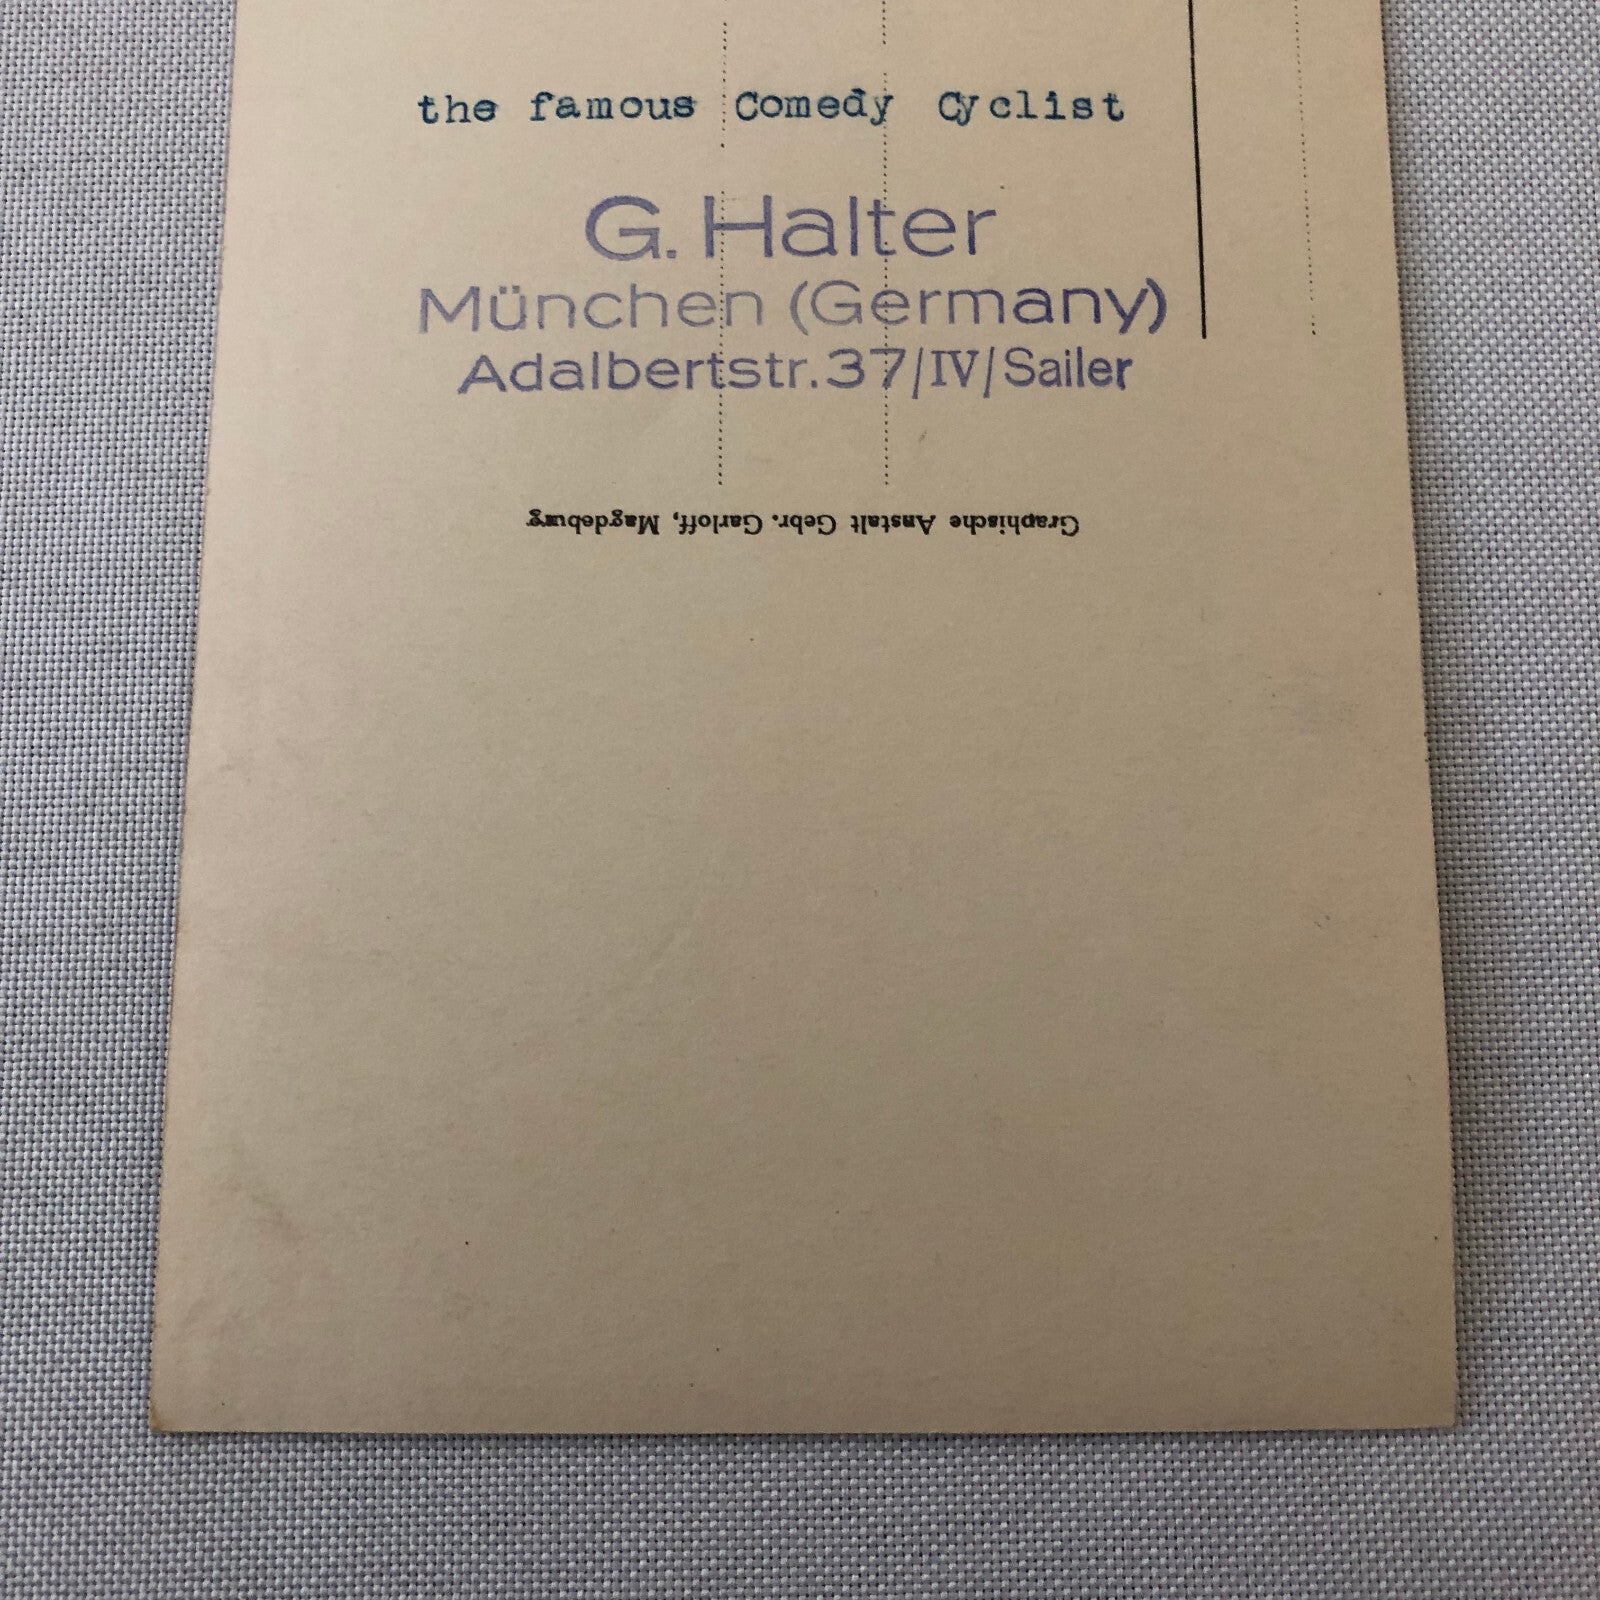 the famous Comedy Cyclist
G. Halter
München (Germany)
Adalbertstr.37/IV/Sailer
Graphische Anstalt Gebr. Garloff, Magdeburg